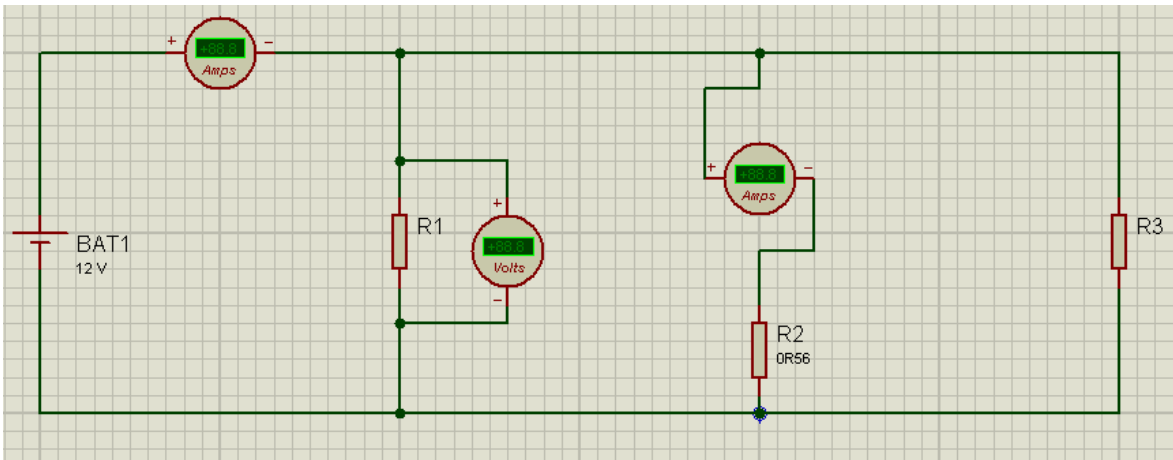 + +88.8 −
Amps
+ +88.8 −
Amps
+
R1
+88.8
Volts
−
R3
BAT1
12 V
R2
0R56